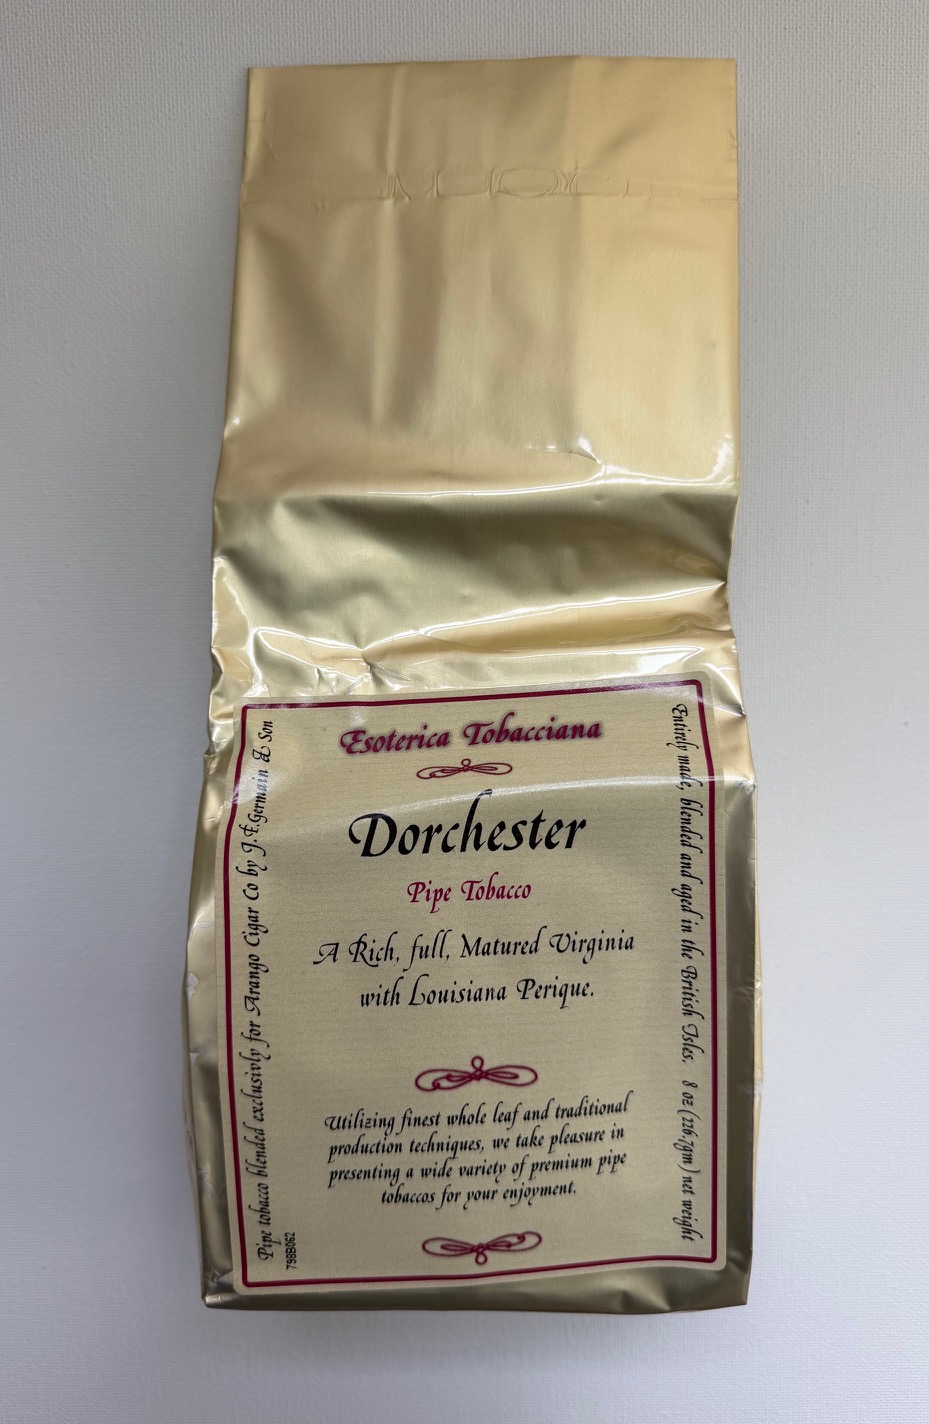 Esoterica Tobacciana
Dorchester
Pipe Tobacco
A Rich, full, Matured Virginia
with Louisiana Perique.
Utilizing finest whole leaf and traditional
production techniques, we take pleasure in
presenting a wide variety of premium pipe
tobaccos for your enjoyment.
Pipe tobacco blended exclusivly for Arango Cigar Co by J.F.Germain & Son
798B062
Entirely made, blended and aged in the British Isles. 8 oz (226.7gm) net weight